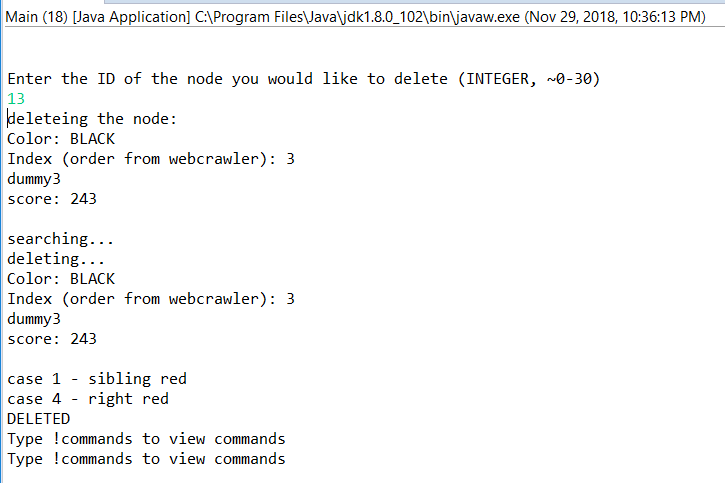 Main (18) [Java Application] C:\Program Files\Java\jdk1.8.0_102\bin\javaw.exe (Nov 29, 2018, 10:36:13 PM)
Enter the ID of the node you would like to delete (INTEGER, ~0-30)
13
deleteing the node:
Color: BLACK
Index (order from webcrawler): 3
dummy3
score: 243
searching...
deleting...
Color: BLACK
Index (order from webcrawler): 3
dummy3
score: 243
case 1 - sibling red
case 4 - right red
DELETED
Type !commands to view commands
Type !commands to view commands